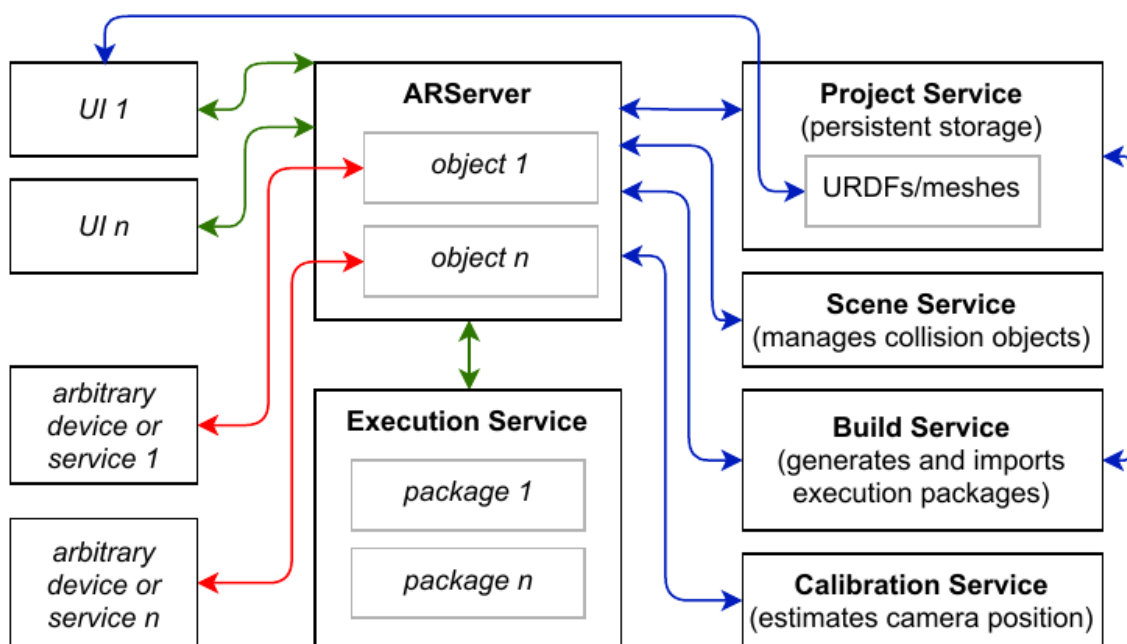 UI 1
UI n
arbitrary
device or
service 1
arbitrary
device or
service n
ARServer
object 1
object n
Execution Service
package 1
package n
Project Service
(persistent storage)
URDFs/meshes
Scene Service
(manages collision objects)
Build Service
(generates and imports
execution packages)
Calibration Service
(estimates camera position)